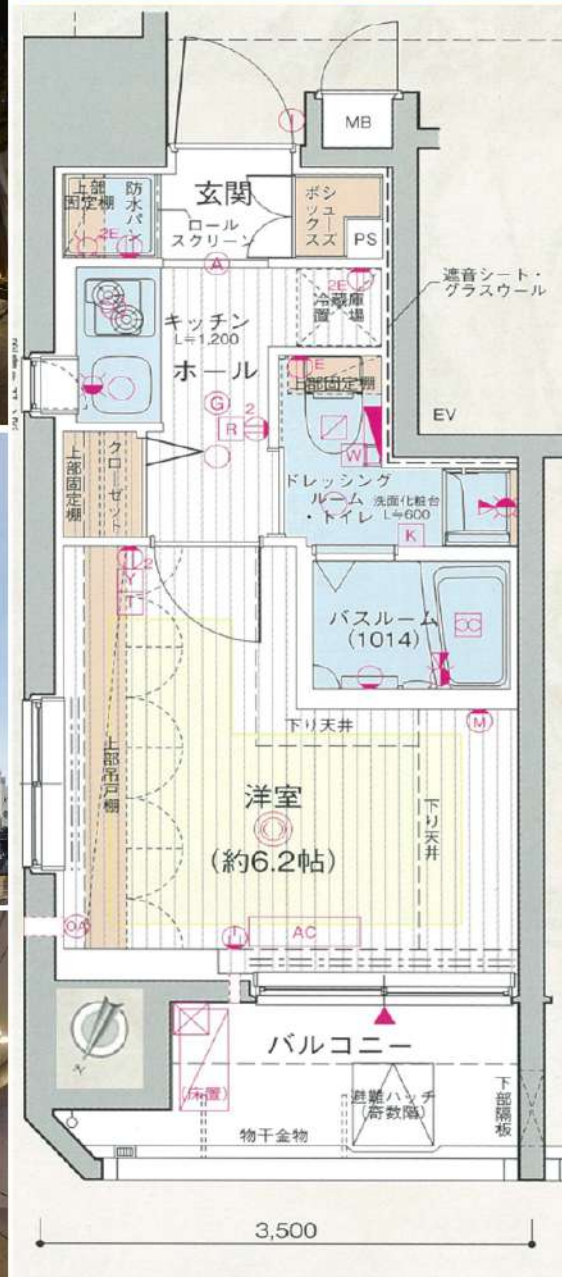 MB
玄関
上部
固定棚
防水パン
2E
ロール
スクリーン
シューズ
ボックス
PS
A
遮音シート・
グラスウール
2E
冷蔵庫
置場
キッチン
L=1,200
ホール
E
上部固定棚
G
2
R
EV
W
上部固定棚
クローゼット
ドレッシング
ルーム
・トイレ
洗面化粧台
L=600
K
2
Y
T
バスルーム
(1014)
M
下り天井
上部吊戸棚
洋室
(約6.2帖)
下り天井
OA
AC
バルコニー
(床置)
避難ハッチ
(奇数階)
下部隔板
物干金物
3,500